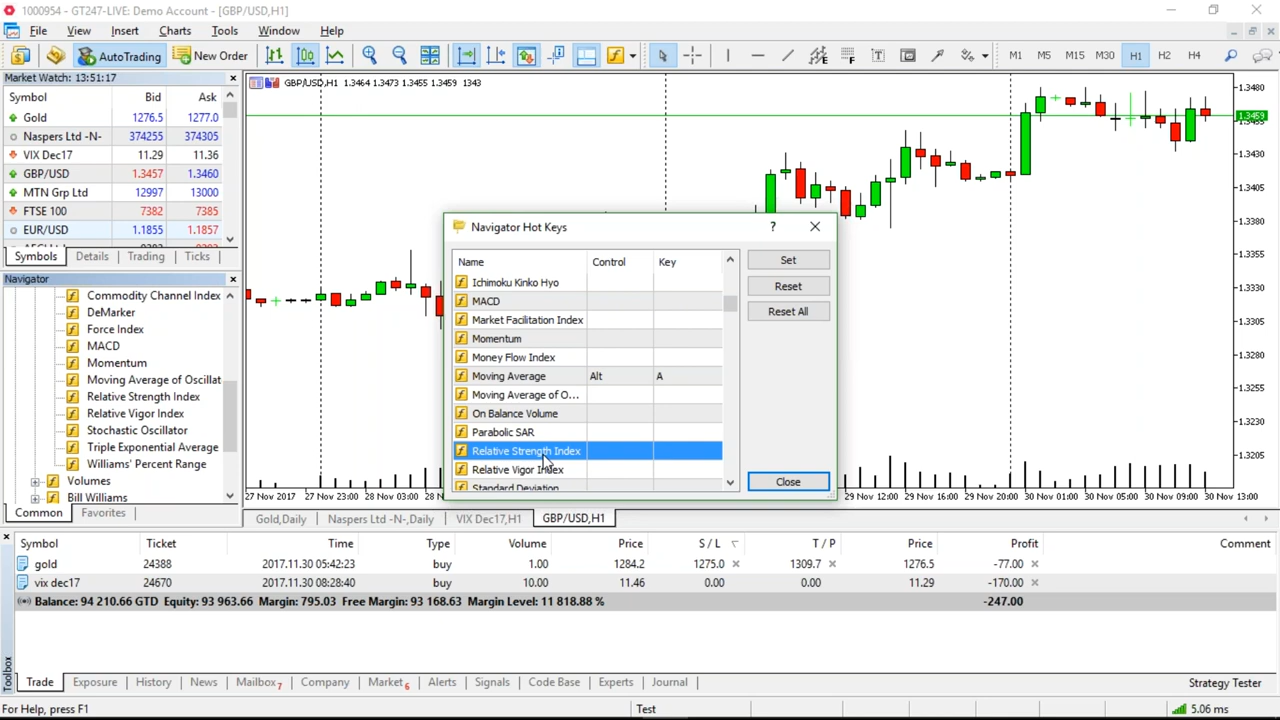 1000954 - GT247-LIVE: Demo Account - [GBP/USD,H1]
File View Insert Charts Tools Window Help
AutoTrading New Order M1 M5 M15 M30 H1 H2 H4
Market Watch: 13:51:17
Symbol Bid Ask
Gold 1276.5 1277.0
Naspers Ltd -N- 374255 374305
VIX Dec17 11.29 11.36
GBP/USD 1.3457 1.3460
MTN Grp Ltd 12997 13000
FTSE 100 7382 7385
EUR/USD 1.1855 1.1857
Symbols Details Trading Ticks
Navigator
Commodity Channel Index
DeMarker
Force Index
MACD
Momentum
Moving Average of Oscillat
Relative Strength Index
Relative Vigor Index
Stochastic Oscillator
Triple Exponential Average
Williams' Percent Range
Volumes
Bill Williams
Common Favorites
GBP/USD,H1 1.3464 1.3473 1.3455 1.3459 1343
1.3480
1.3459
1.3430
1.3405
1.3380
1.3355
1.3330
1.3305
1.3280
1.3255
1.3230
1.3205
Navigator Hot Keys ?
Name Control Key
Ichimoku Kinko Hyo
MACD
Market Facilitation Index
Momentum
Money Flow Index
Moving Average Alt A
Moving Average of O...
On Balance Volume
Parabolic SAR
Relative Strength Index
Relative Vigor Index
Standard Deviation
Set
Reset
Reset All
Close
27 Nov 2017 27 Nov 23:00 28 Nov 03:00 28 N 29 Nov 12:00 29 Nov 16:00 29 Nov 20:00 30 Nov 01:00 30 Nov 05:00 30 Nov 09:00 30 Nov 13:00
Gold,Daily Naspers Ltd -N-,Daily VIX Dec17,H1 GBP/USD,H1
Symbol Ticket Time Type Volume Price S / L T / P Price Profit Comment
gold 24388 2017.11.30 05:42:23 buy 1.00 1284.2 1275.0 1309.7 1276.5 -77.00
vix dec17 24670 2017.11.30 08:28:40 buy 10.00 11.46 0.00 0.00 11.29 -170.00
Balance: 94 210.66 GTD Equity: 93 963.66 Margin: 795.03 Free Margin: 93 168.63 Margin Level: 11 818.88 % -247.00
Toolbox
Trade Exposure History News Mailbox 7 Company Market 6 Alerts Signals Code Base Experts Journal Strategy Tester
For Help, press F1 Test 5.06 ms